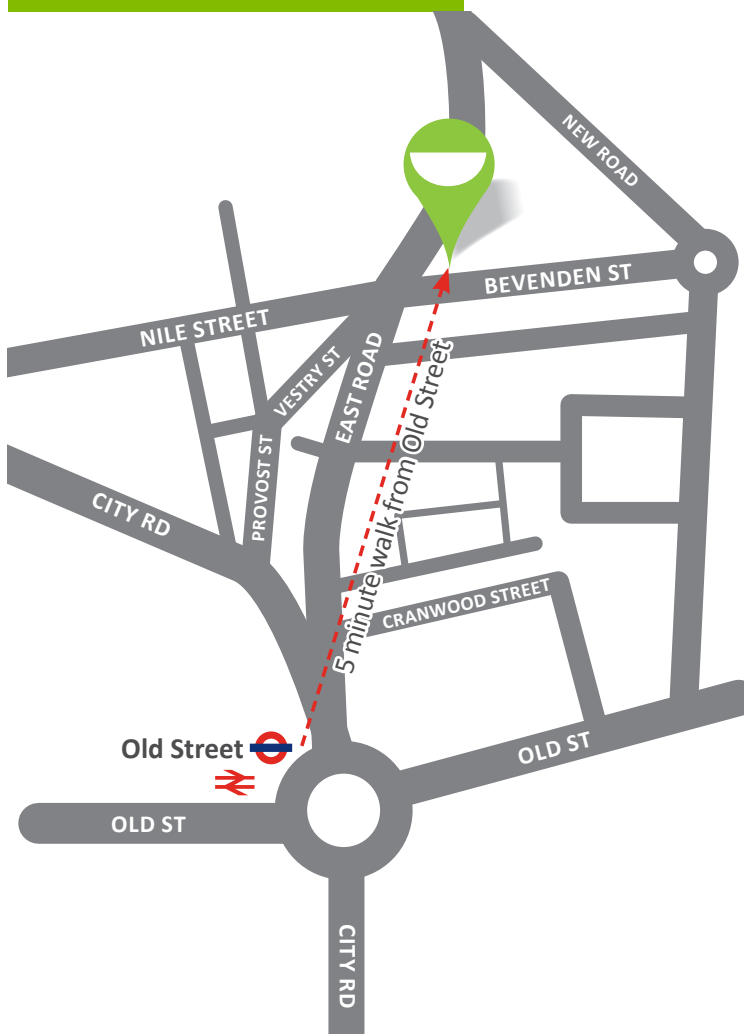 NEW ROAD
BEVENDEN ST
NILE STREET
VESTRY ST
EAST ROAD
PROVOST ST
CITY RD
5 minute walk from Old Street
CRANWOOD STREET
Old Street
OLD ST
OLD ST
CITY RD